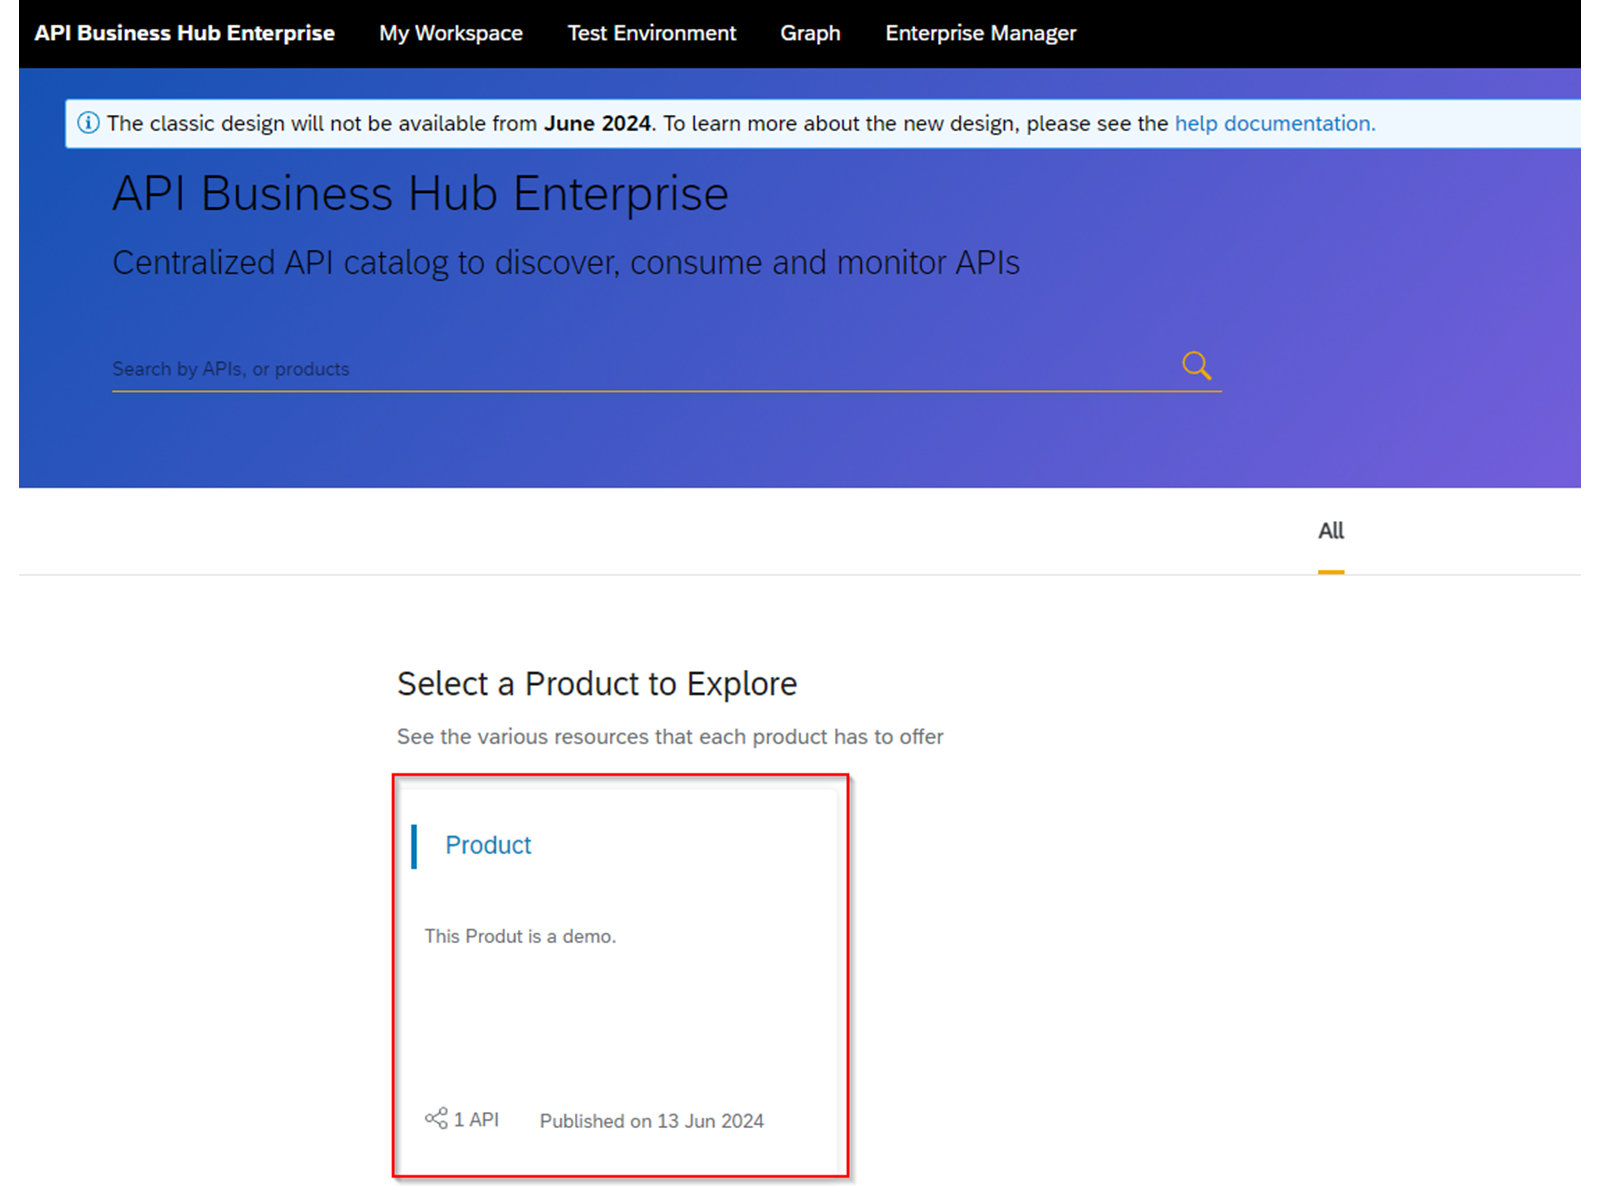 API Business Hub Enterprise My Workspace Test Environment Graph Enterprise Manager
The classic design will not be available from June 2024. To learn more about the new design, please see the help documentation.
API Business Hub Enterprise
Centralized API catalog to discover, consume and monitor APIs
Search by APIs, or products
All
Select a Product to Explore
See the various resources that each product has to offer
Product
This Produt is a demo.
1 API Published on 13 Jun 2024